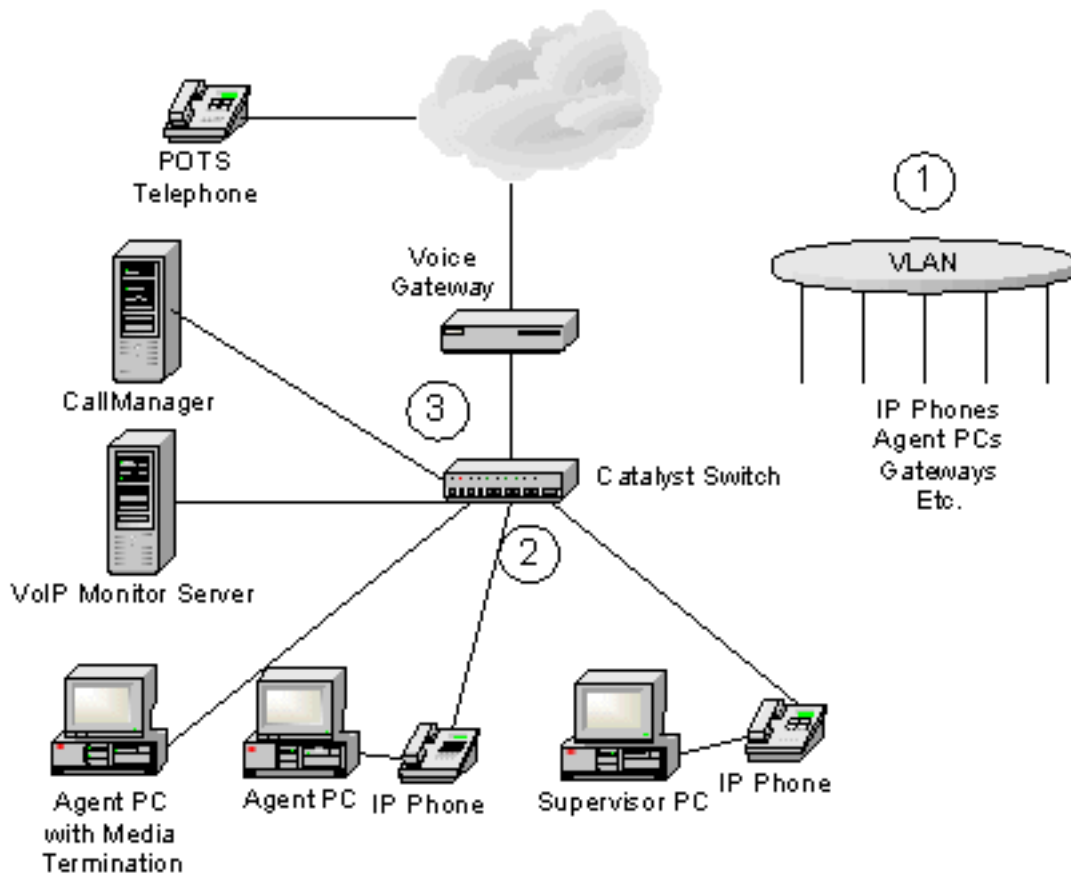 POTS
Telephone
1
Voice
Gateway
VLAN
CallManager
3
IP Phones
Agent PCs
Gateways
Etc.
Catalyst Switch
2
VoIP Monitor Server
Agent PC
with Media
Termination
Agent PC
IP Phone
Supervisor PC
IP Phone